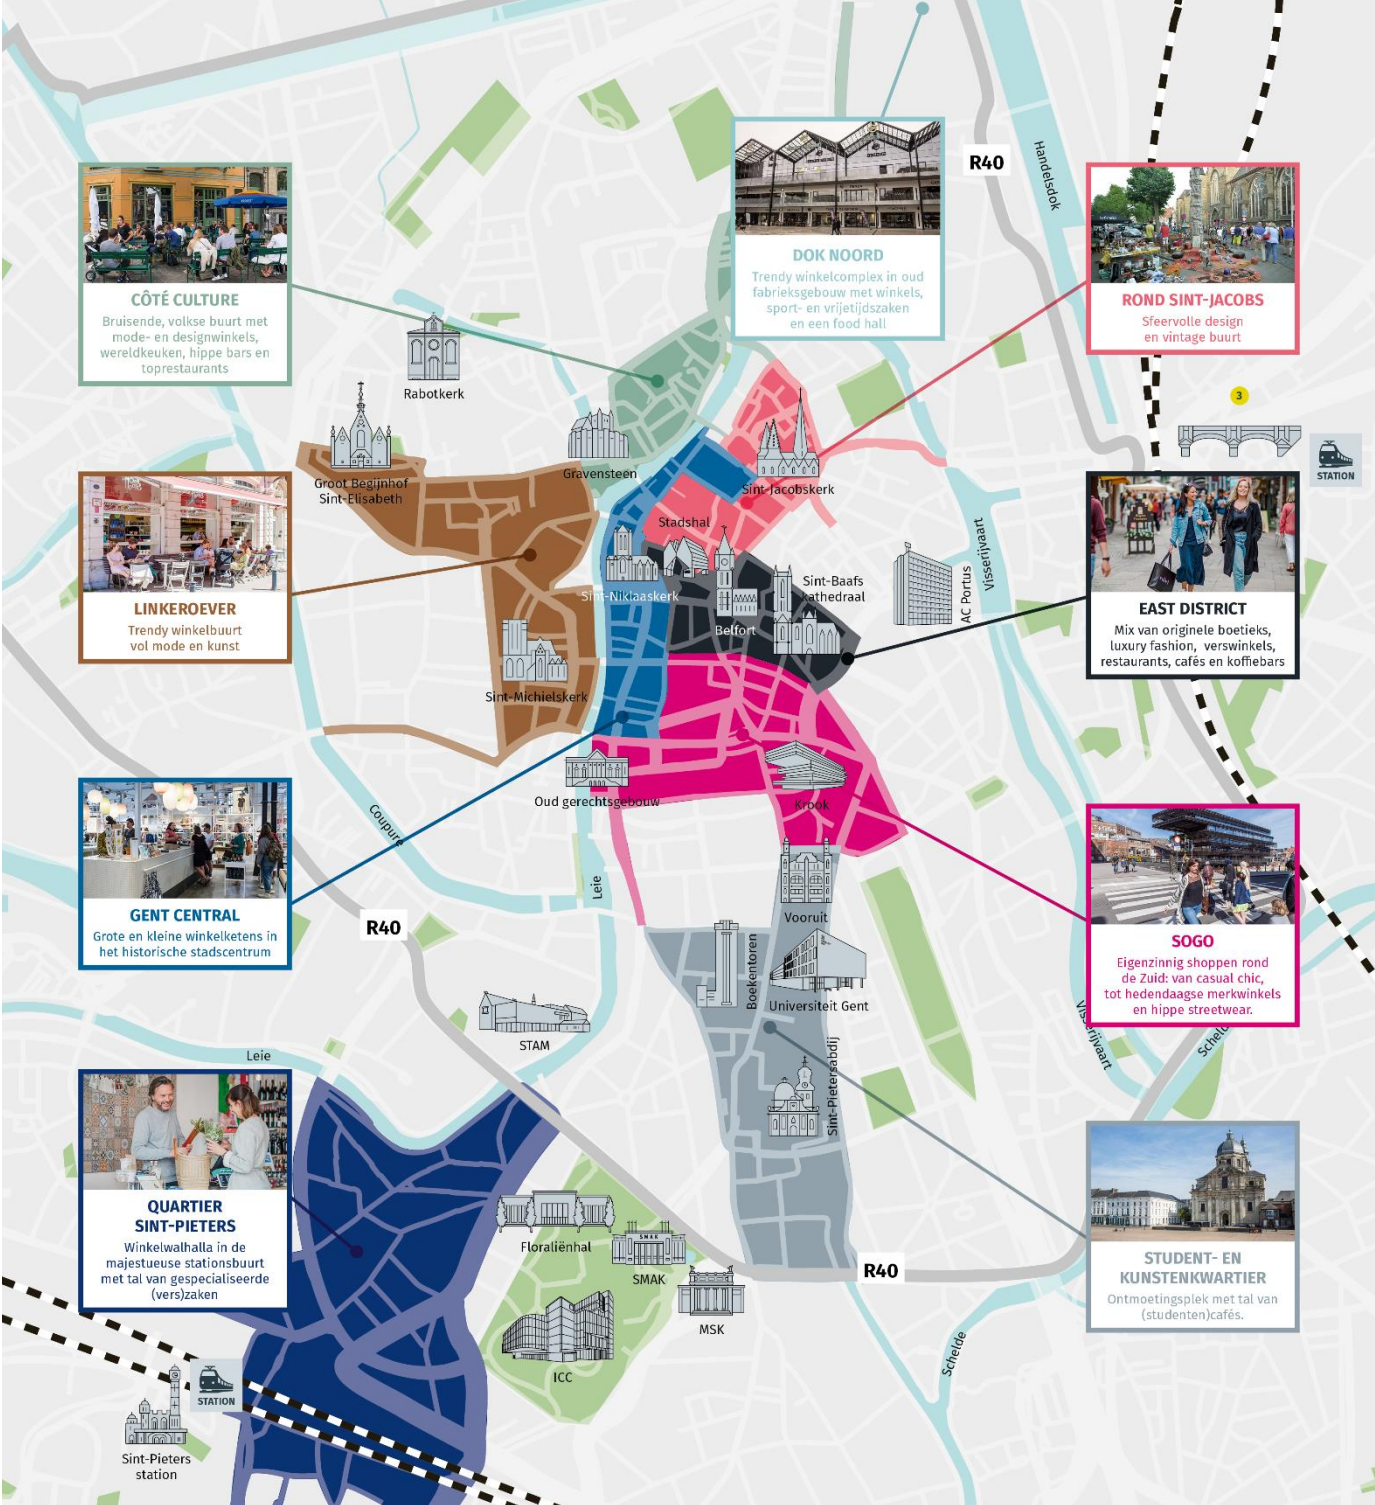 R40
Handelsdok
DOK NOORD
Trendy winkelcomplex in oud
fabrieksgebouw met winkels,
sport- en vrijetijdszaken
en een food hall
CÔTÉ CULTURE
Bruisende, volkse buurt met
mode- en designwinkels,
wereldkeuken, hippe bars en
toprestaurants
ROND SINT-JACOBS
Sfeervolle design
en vintage buurt
Rabotkerk
3
STATION
Groot Begijnhof
Sint-Elisabeth
Gravensteen
Sint-Jacobskerk
Stadshal
Sint-Niklaaskerk
Belfort
Sint-Baafs
kathedraal
AC Portus
Visserijvaart
LINKEROEVER
Trendy winkelbuurt
vol mode en kunst
EAST DISTRICT
Mix van originele boetieks,
luxury fashion, verswinkels,
restaurants, cafés en koffiebars
Sint-Michielskerk
Oud gerechtsgebouw
Krook
Coupure
GENT CENTRAL
Grote en kleine winkelketens in
het historische stadscentrum
R40
Leie
Vooruit
SOGO
Eigenzinnig shoppen rond
de Zuid: van casual chic,
tot hedendaagse merkwinkels
en hippe streetwear.
Boekentoren
Universiteit Gent
STAM
Leie
Visserijvaart
Schelde
Sint-Pietersabdij
QUARTIER
SINT-PIETERS
Winkelwalhalla in de
majestueuse stationsbuurt
met tal van gespecialiseerde
(vers)zaken
Floraliënhal
SMAK
SMAK
MSK
ICC
R40
STUDENT- EN
KUNSTENKWARTIER
Ontmoetingsplek met tal van
(studenten)cafés.
Schelde
STATION
Sint-Pieters
station